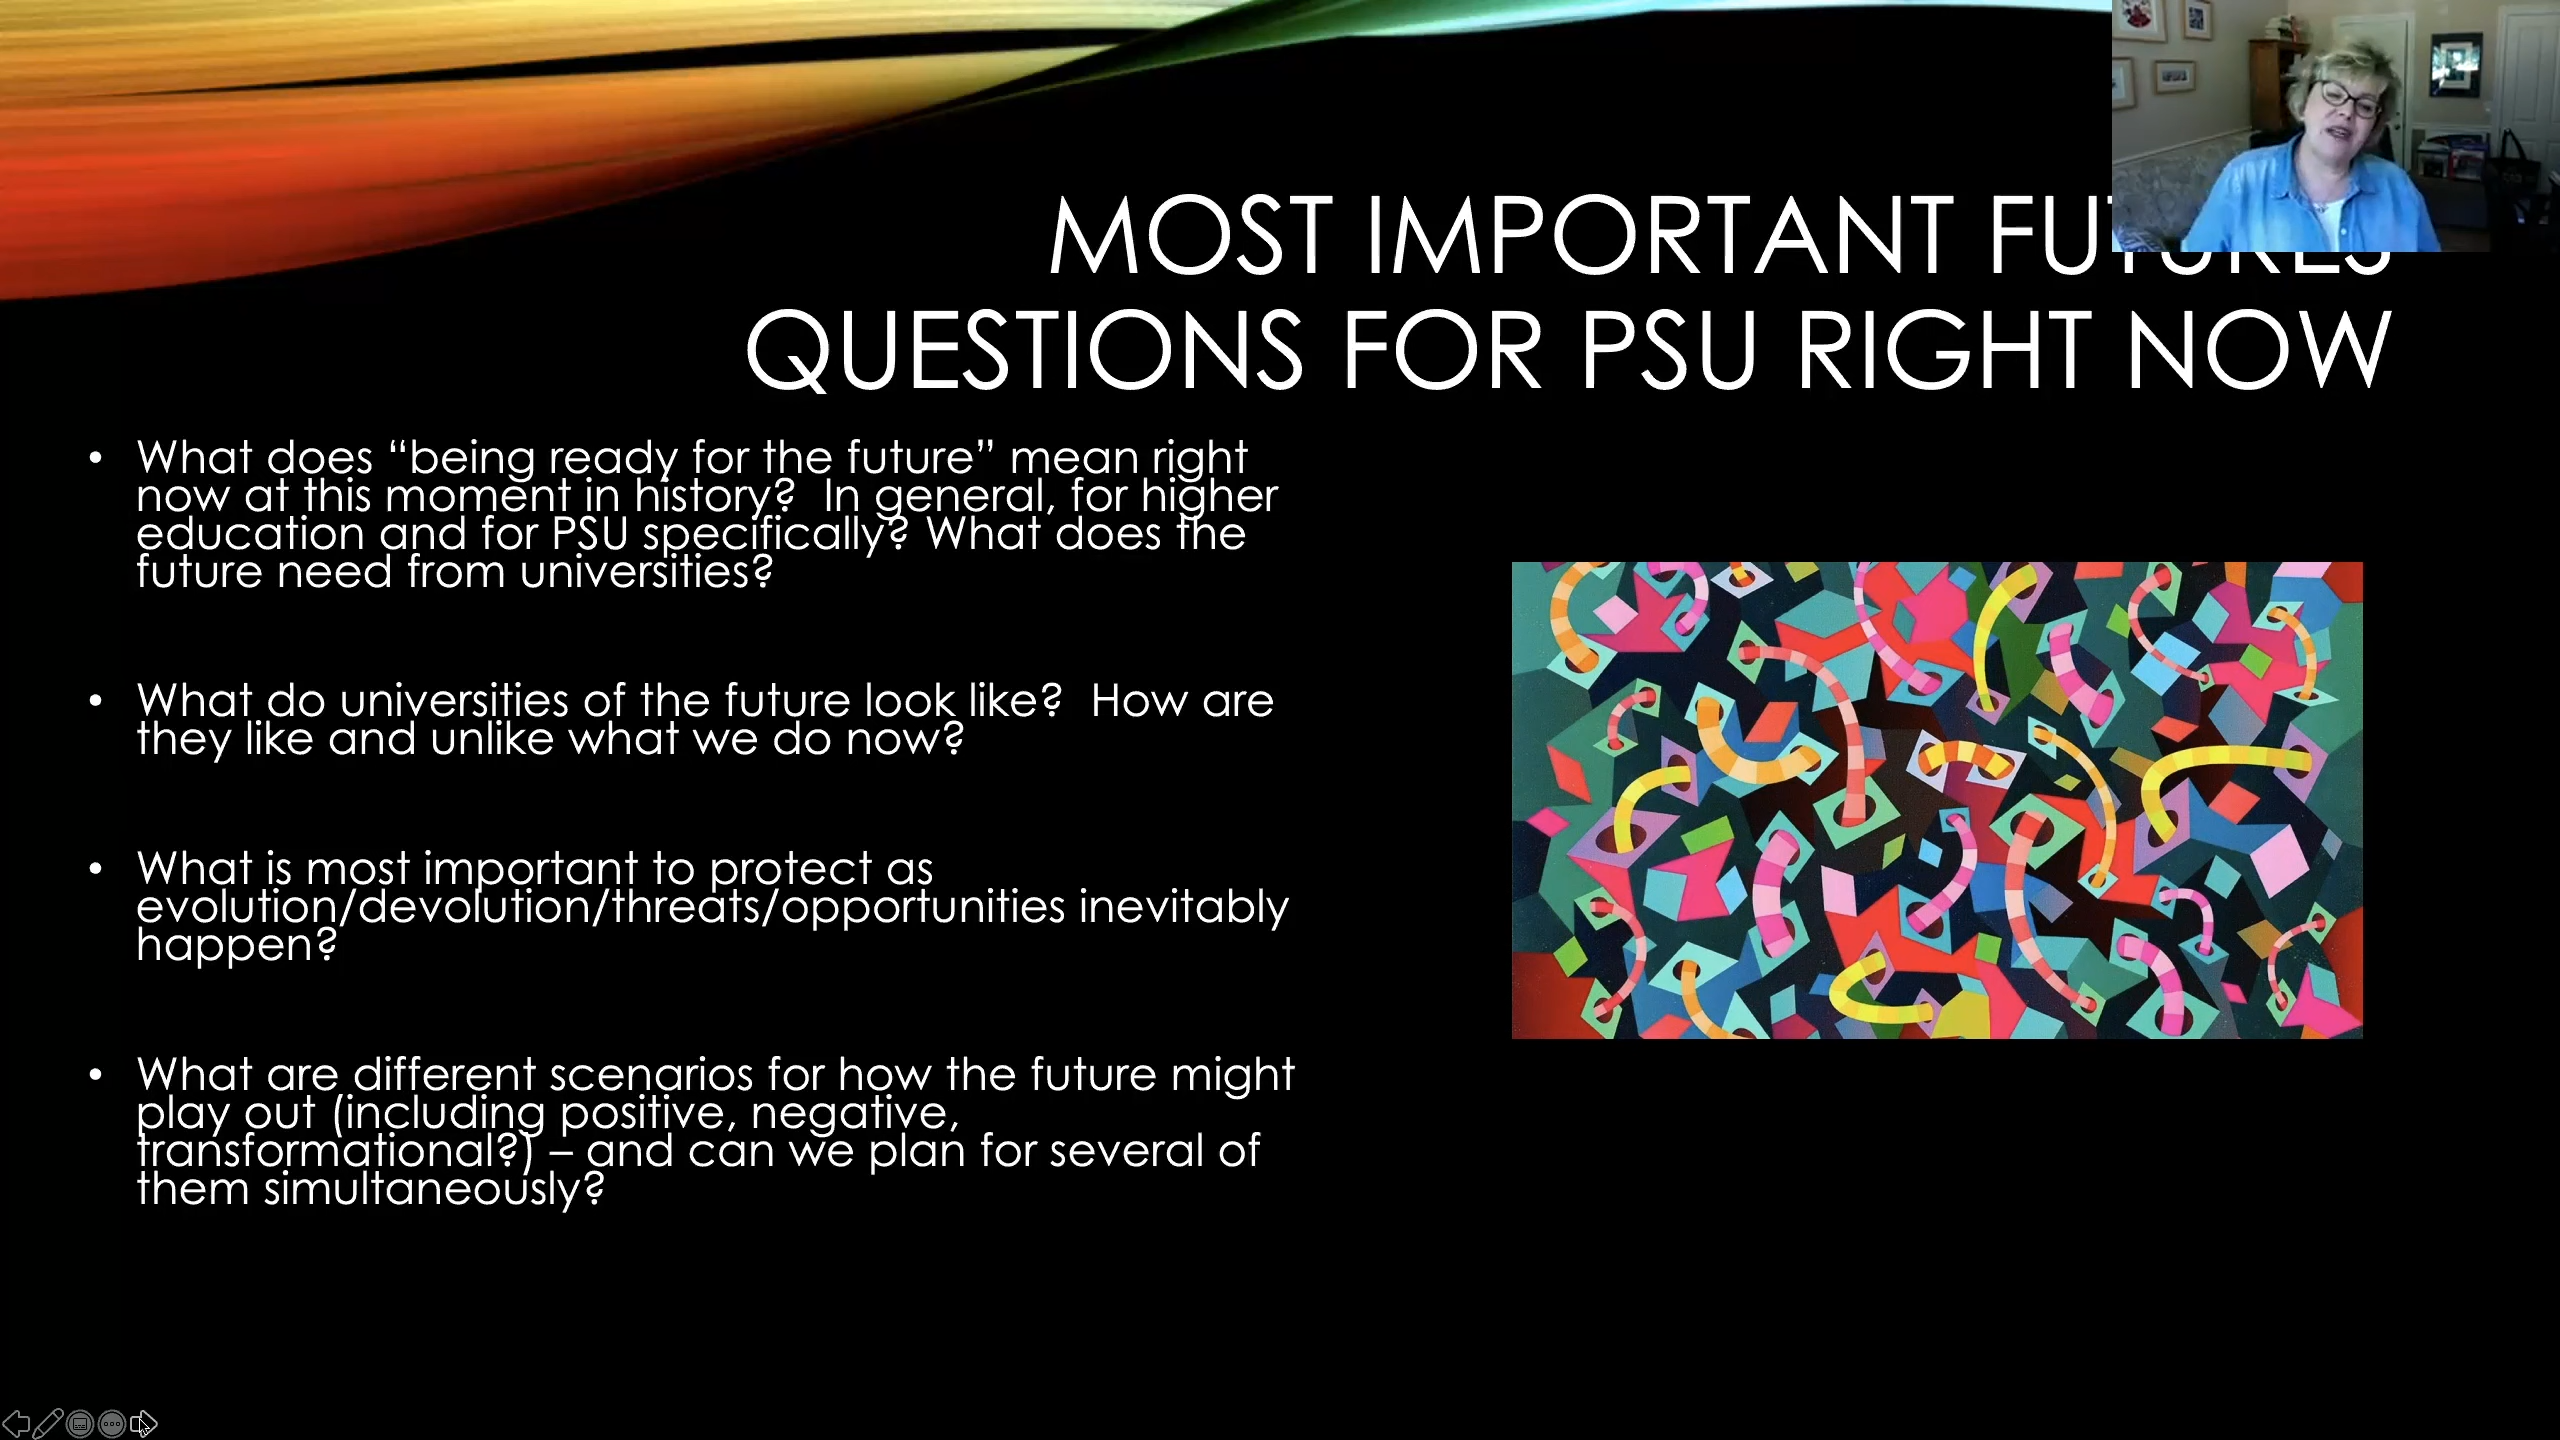 MOST IMPORTANT FUTURES
QUESTIONS FOR PSU RIGHT NOW
• What does “being ready for the future” mean right
now at this moment in history?  In general, for higher
education and for PSU specifically? What does the
future need from universities?
• What do universities of the future look like?  How are
they like and unlike what we do now?
• What is most important to protect as
evolution/devolution/threats/opportunities inevitably
happen?
• What are different scenarios for how the future might
play out (including positive, negative,
transformational?) – and can we plan for several of
them simultaneously?